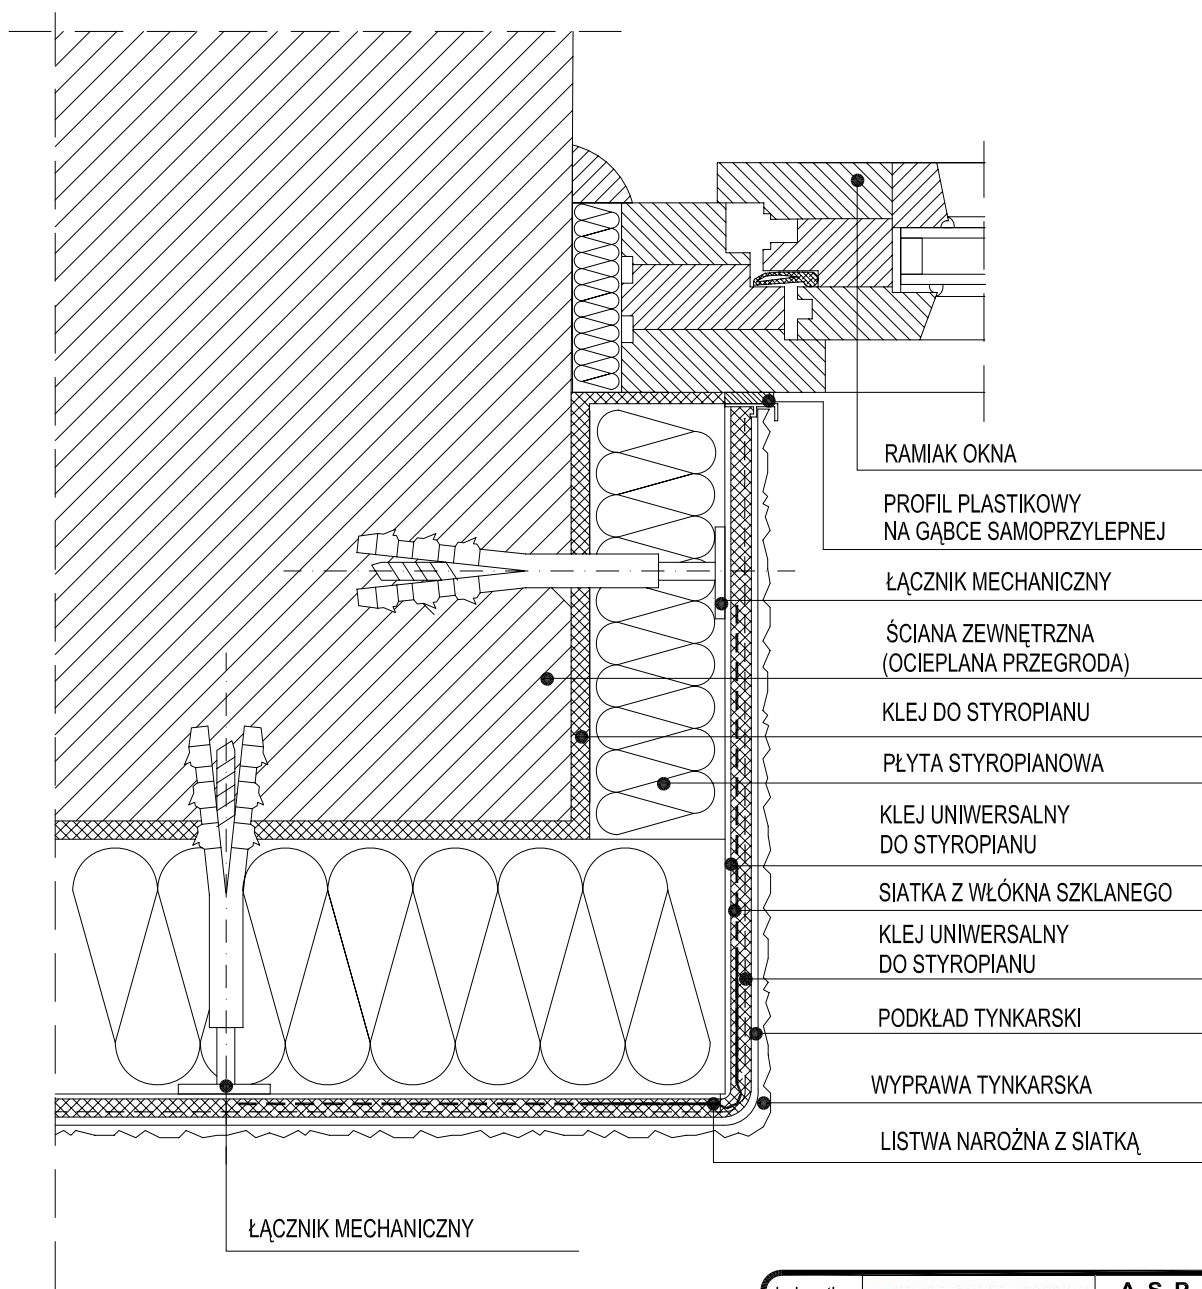 RAMIAK OKNA
PROFIL PLASTIKOWY
NA GĄBCE SAMOPRZYLEPNEJ
ŁĄCZNIK MECHANICZNY
ŚCIANA ZEWNĘTRZNA
(OCIEPLANA PRZEGRODA)
KLEJ DO STYROPIANU
PŁYTA STYROPIANOWA
KLEJ UNIWERSALNY
DO STYROPIANU
SIATKA Z WŁÓKNA SZKLANEGO
KLEJ UNIWERSALNY
DO STYROPIANU
PODKŁAD TYNKARSKI
WYPRAWA TYNKARSKA
LISTWA NAROŻNA Z SIATKĄ
ŁĄCZNIK MECHANICZNY